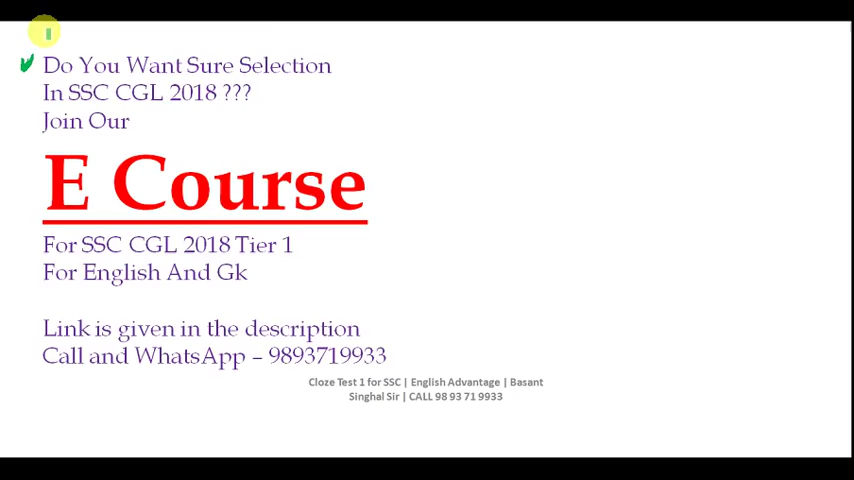 Do You Want Sure Selection
In SSC CGL 2018 ???
Join Our
E Course
For SSC CGL 2018 Tier 1
For English And Gk
Link is given in the description
Call and WhatsApp – 9893719933
Cloze Test 1 for SSC | English Advantage | Basant
Singhal Sir | CALL 98 93 71 9933